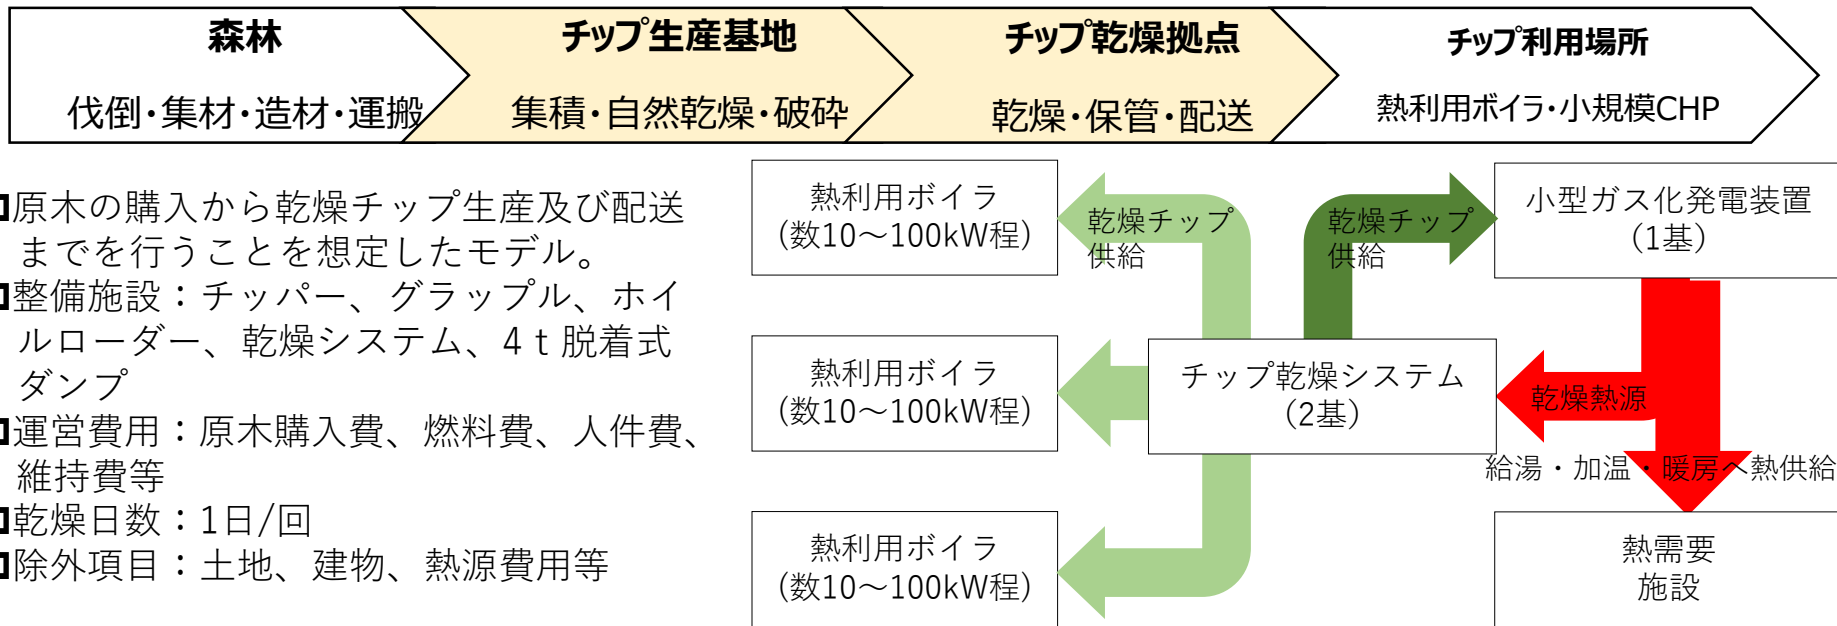 森林
伐倒・集材・造材・運搬
チップ生産基地
集積・自然乾燥・破砕
チップ乾燥拠点
乾燥・保管・配送
チップ利用場所
熱利用ボイラ・小規模CHP
原木の購入から乾燥チップ生産及び配送
までを行うことを想定したモデル。
整備施設：チッパー、グラップル、ホイ
ルローダー、乾燥システム、4ｔ脱着式
ダンプ
運営費用：原木購入費、燃料費、人件費、
維持費等
乾燥日数：1日/回
除外項目：土地、建物、熱源費用等
熱利用ボイラ
(数10～100kW程)
乾燥チップ
供給
乾燥チップ
供給
小型ガス化発電装置
(1基)
熱利用ボイラ
(数10～100kW程)
チップ乾燥システム
(2基)
乾燥熱源
給湯・加温・暖房へ熱供給
熱利用ボイラ
(数10～100kW程)
熱需要
施設